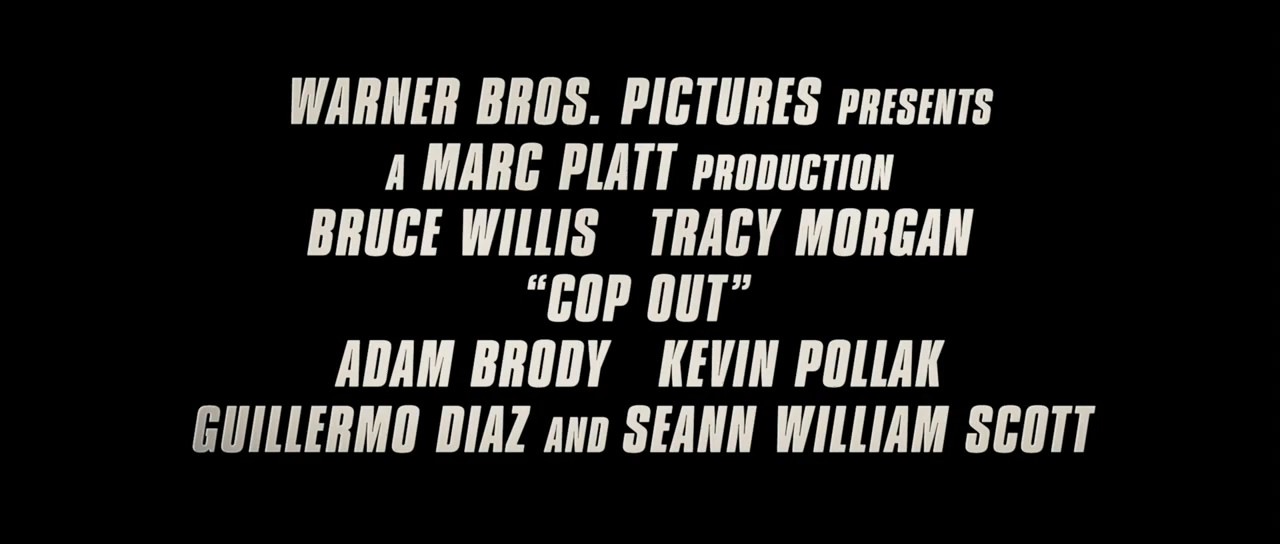 WARNER BROS. PICTURES PRESENTS
A MARC PLATT PRODUCTION
BRUCE WILLIS TRACY MORGAN
“COP OUT”
ADAM BRODY KEVIN POLLAK
GUILLERMO DIAZ AND SEANN WILLIAM SCOTT